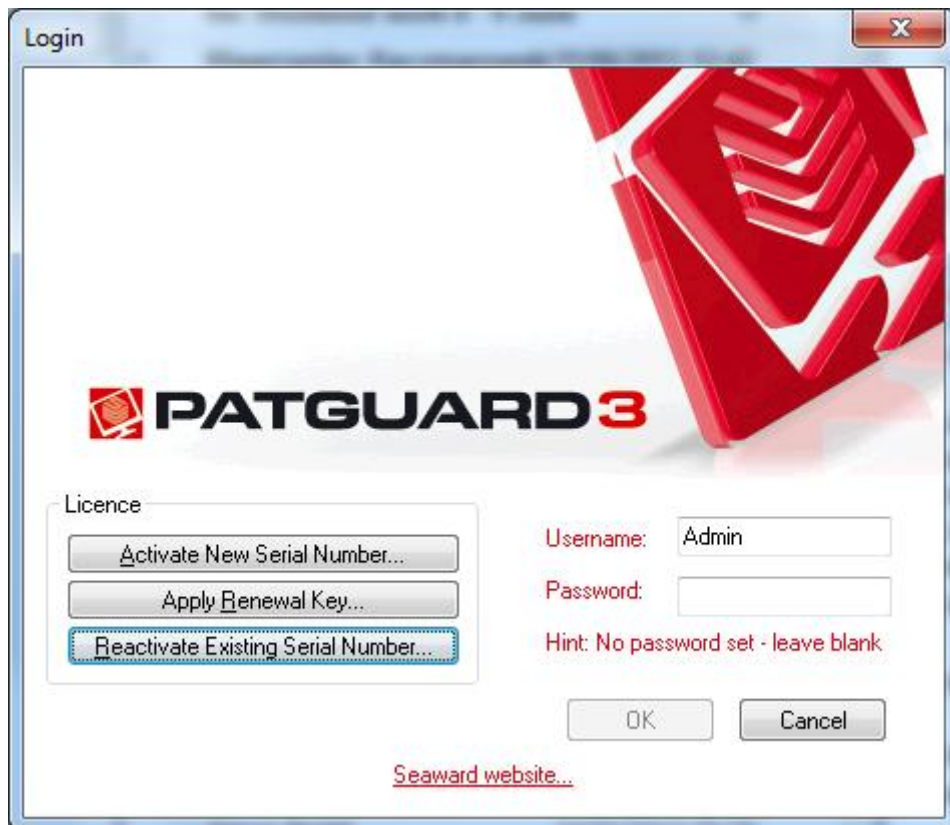 Login
PATGUARD3
Licence
Activate New Serial Number...
Apply Renewal Key...
Reactivate Existing Serial Number...
Username: Admin
Password:
Hint: No password set - leave blank
OK Cancel
Seaward website...